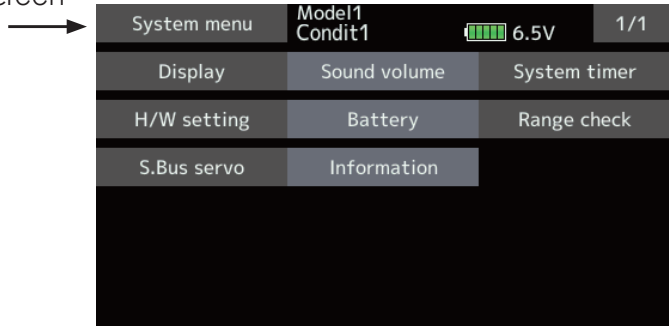 System menu
Model1
Condit1
6.5V
1/1
Display
Sound volume
System timer
H/W setting
Battery
Range check
S.Bus servo
Information